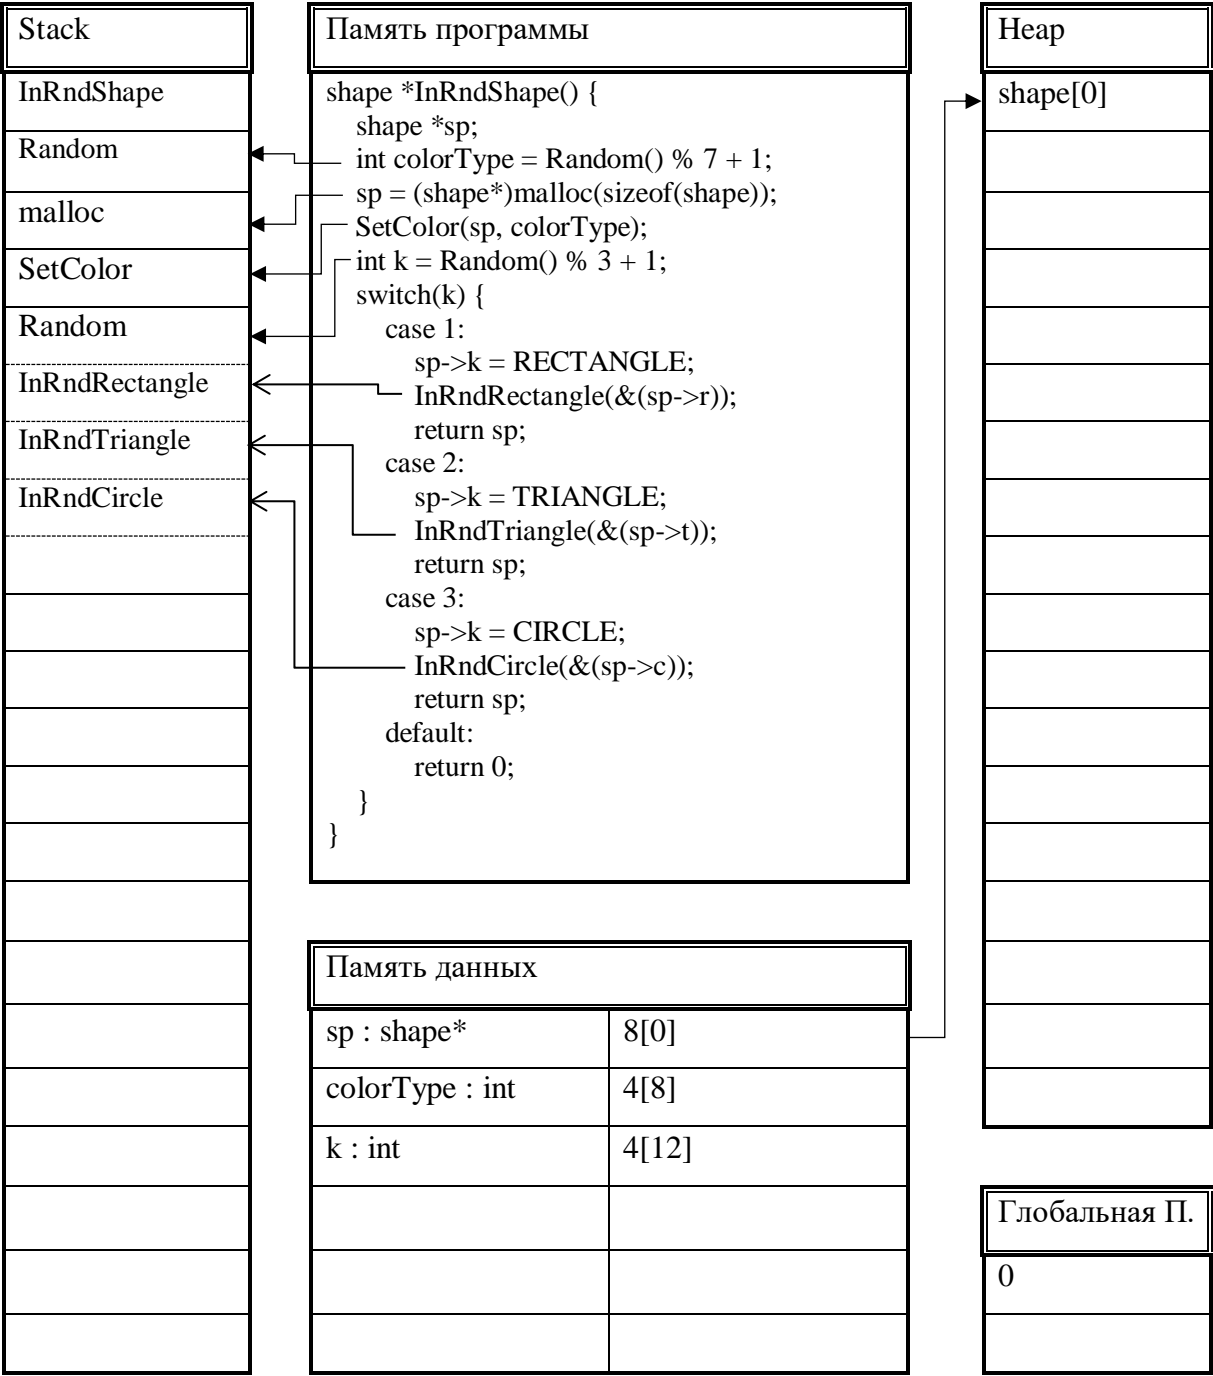 Stack
InRndShape
Random
malloc
SetColor
Random
InRndRectangle
InRndTriangle
InRndCircle
Память программы
shape *InRndShape() {
shape *sp;
int colorType = Random() % 7 + 1;
sp = (shape*)malloc(sizeof(shape));
SetColor(sp, colorType);
int k = Random() % 3 + 1;
switch(k) {
case 1:
sp->k = RECTANGLE;
InRndRectangle(&(sp->r));
return sp;
case 2:
sp->k = TRIANGLE;
InRndTriangle(&(sp->t));
return sp;
case 3:
sp->k = CIRCLE;
InRndCircle(&(sp->c));
return sp;
default:
return 0;
}
}
Память данных
sp : shape* 8[0]
colorType : int 4[8]
k : int 4[12]
Heap
shape[0]
Глобальная П.
0